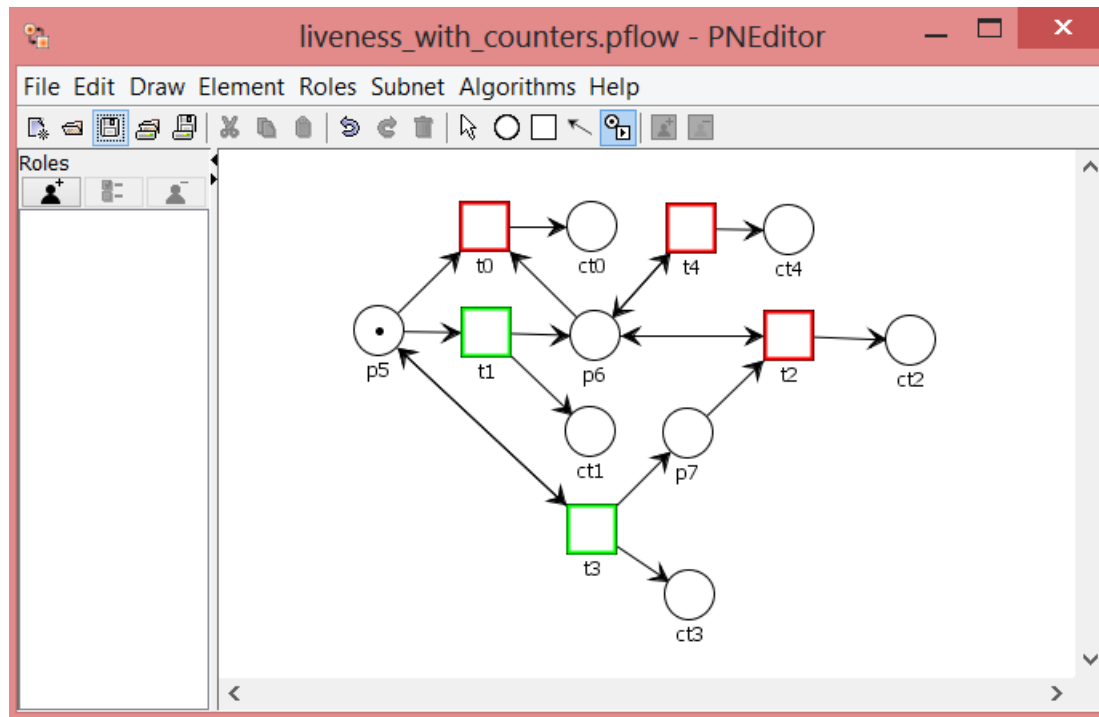 liveness_with_counters.pflow - PNEditor
File Edit Draw Element Roles Subnet Algorithms Help
Roles
t0
ct0
t4
ct4
p5
t1
p6
t2
ct2
ct1
p7
t3
ct3